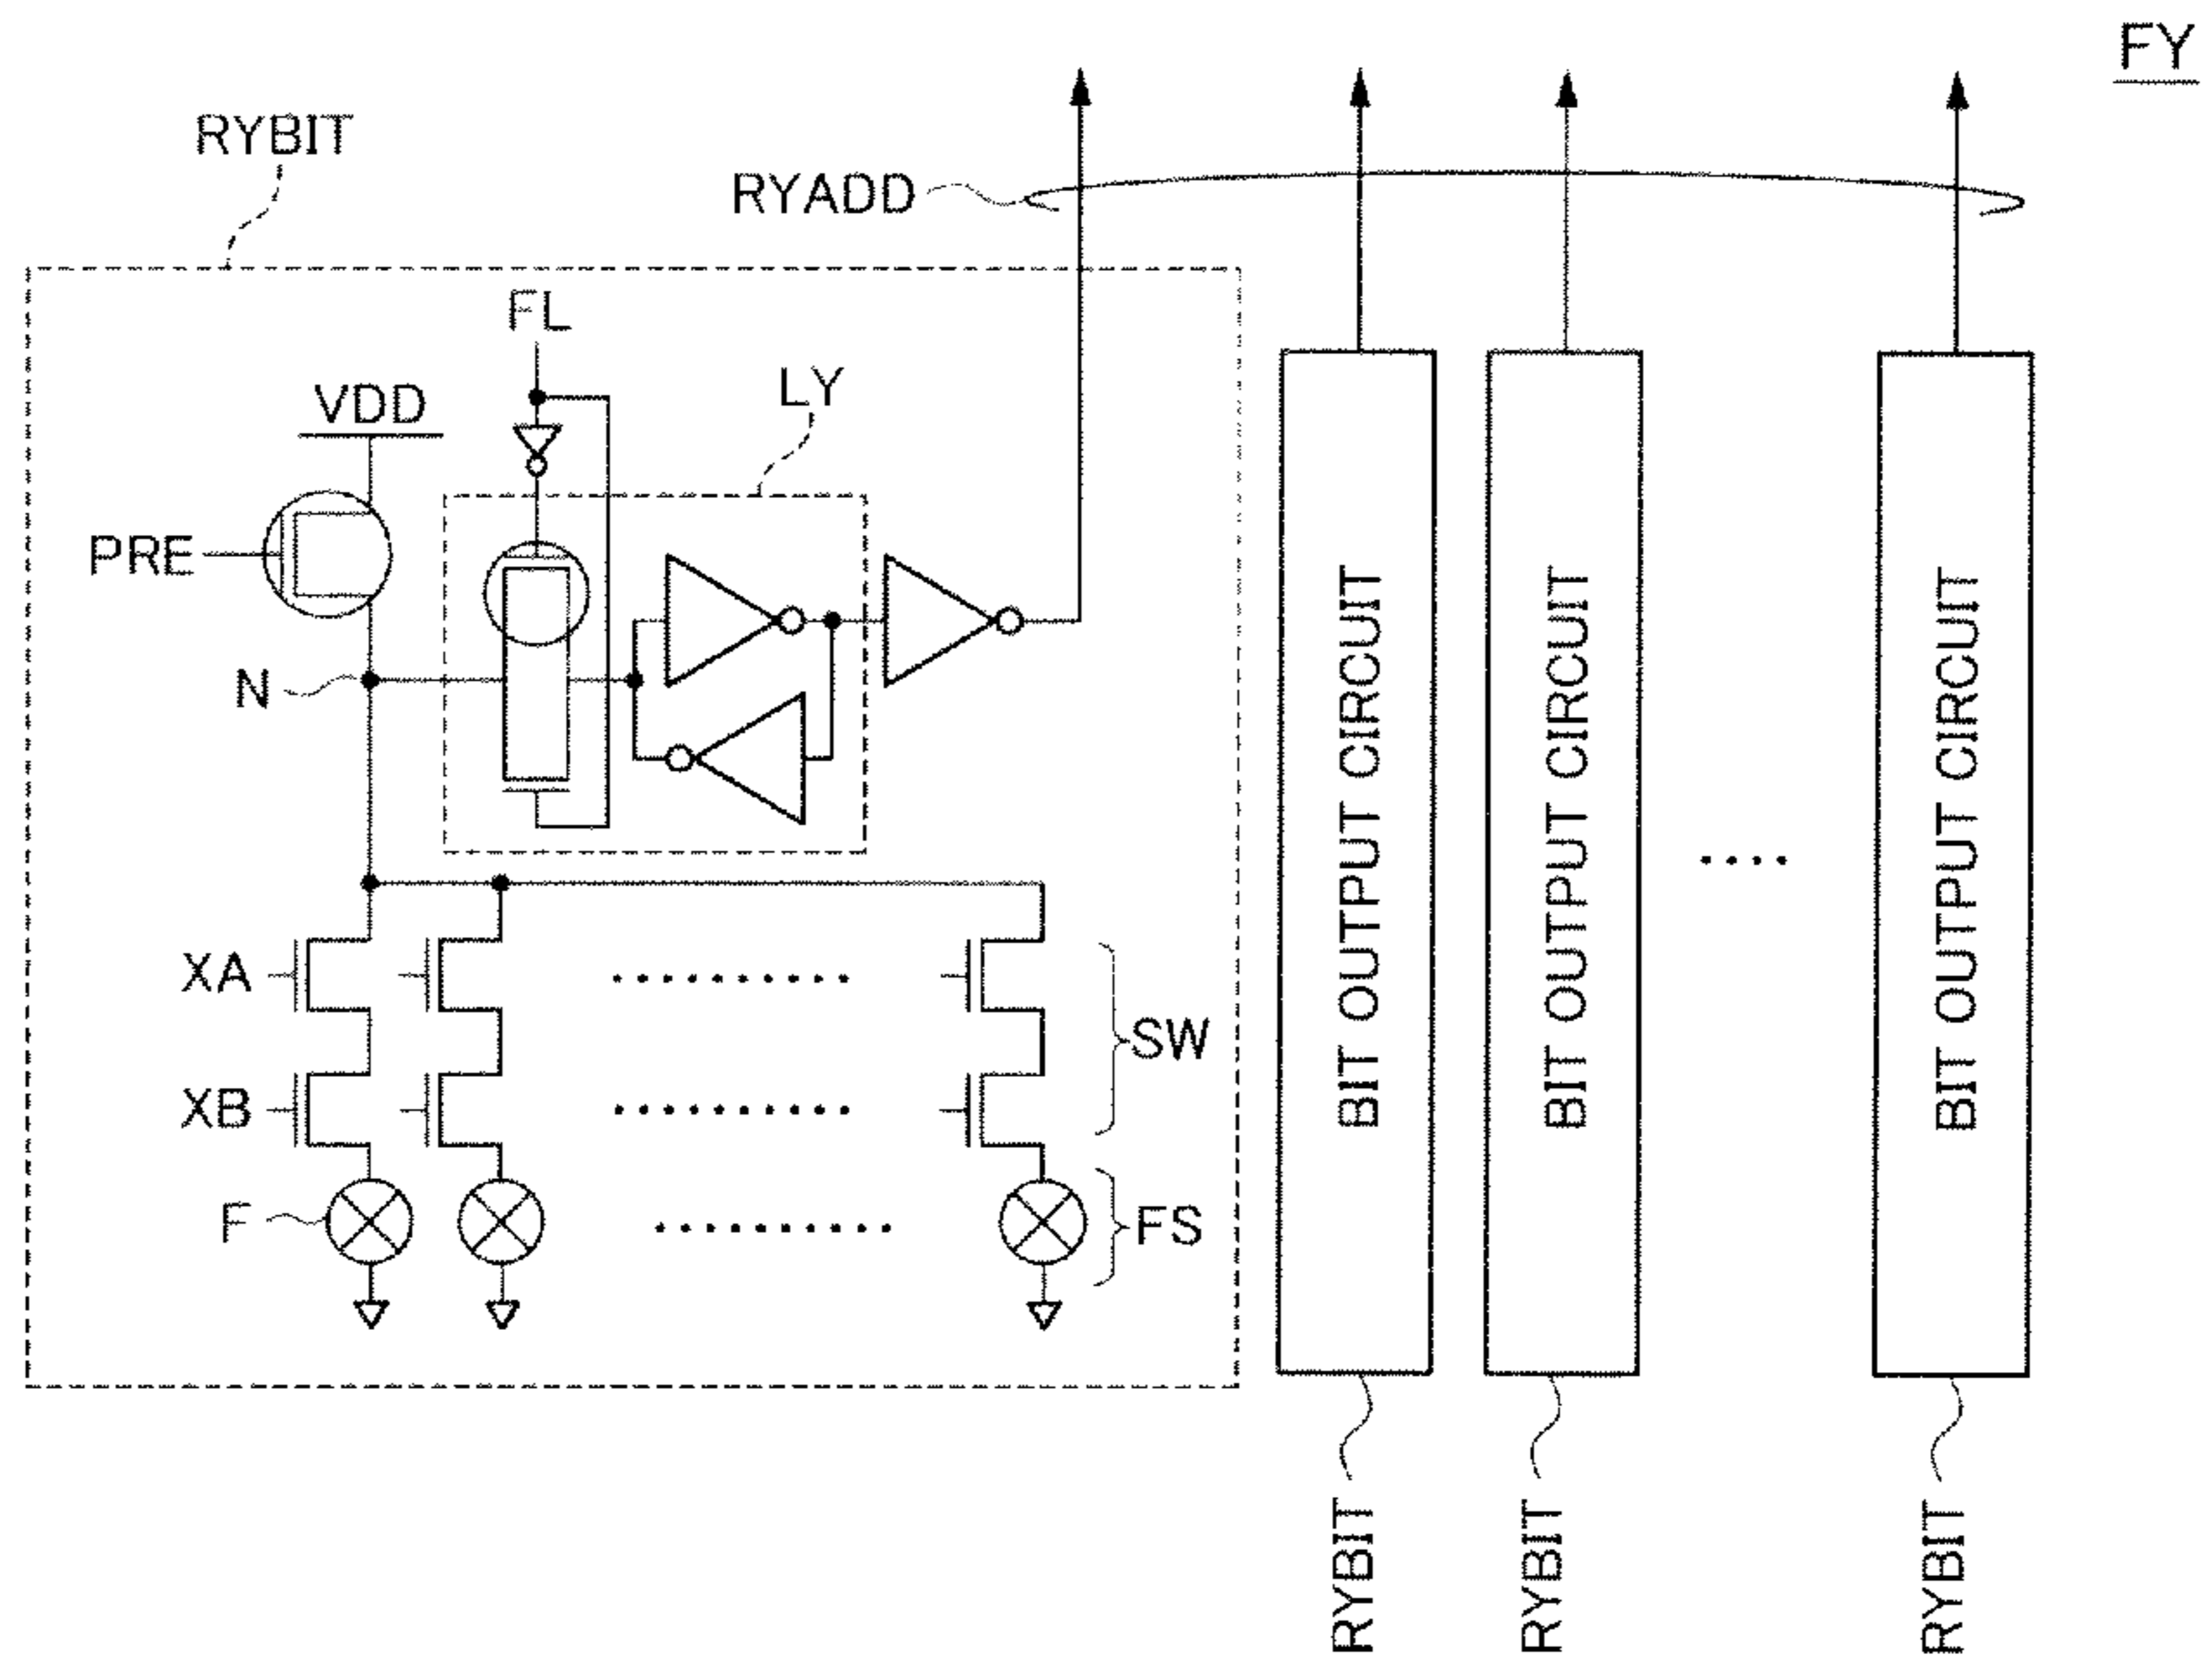 FY
RYBIT
RYADD
FL
VDD
LY
PRE
N
XA
XB
SW
F
FS
BIT OUTPUT CIRCUIT
BIT OUTPUT CIRCUIT
BIT OUTPUT CIRCUIT
RYBIT
RYBIT
RYBIT